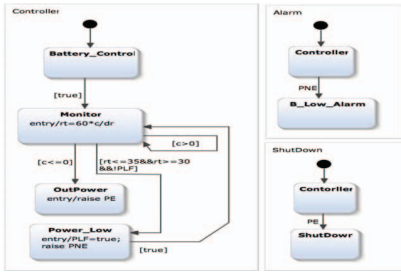 Controller
Battery_Control
[true]
Monitor
entry/rt=60*c/dr
[c>0]
[c<=0]
[rt<=35&&rt>=30
&&!PLF]
OutPower
entry/raise PE
Power_Low
entry/PLF=true;
raise PNE
[true]
Alarm
Controller
PNE
B_Low_Alarm
ShutDown
Contorller
PE
ShutDown